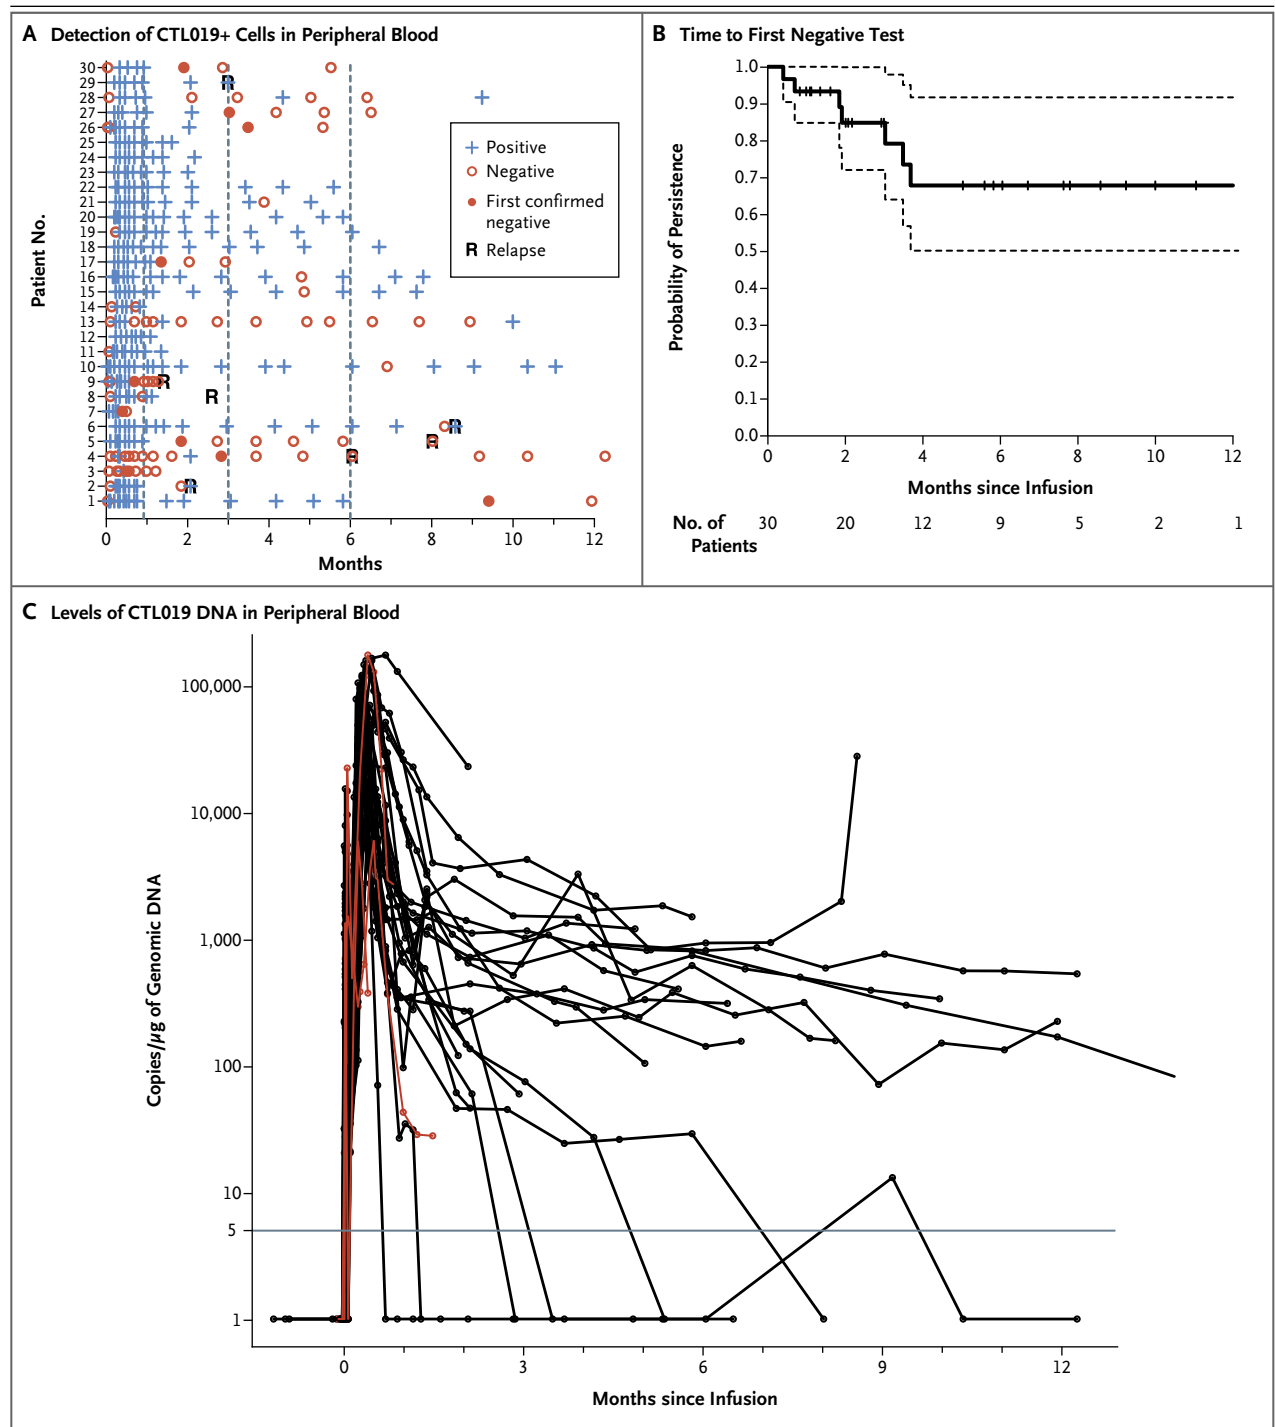 A Detection of CTL019+ Cells in Peripheral Blood
Patient No.
30
29
28
27
26
25
24
23
22
21
20
19
18
17
16
15
14
13
12
11
10
9
8
7
6
5
4
3
2
1
R
R
R
R
R
R
R
Positive
Negative
First confirmed
negative
R Relapse
0 2 4 6 8 10 12
Months
B Time to First Negative Test
Probability of Persistence
1.0
0.9
0.8
0.7
0.6
0.5
0.4
0.3
0.2
0.1
0.0
0 2 4 6 8 10 12
Months since Infusion
No. of
Patients
30 20 12 9 5 2 1
C Levels of CTL019 DNA in Peripheral Blood
Copies/µg of Genomic DNA
100,000
10,000
1,000
100
10
5
1
0 3 6 9 12
Months since Infusion